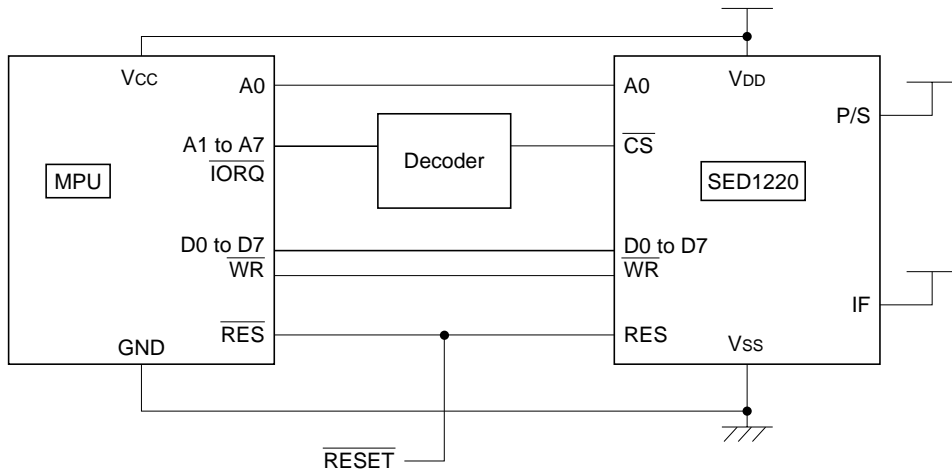 VCC
A0
A1 to A7
IORQ
MPU
D0 to D7
WR
RES
GND
Decoder
RESET
VDD
A0
P/S
CS
SED1220
D0 to D7
WR
IF
RES
VSS